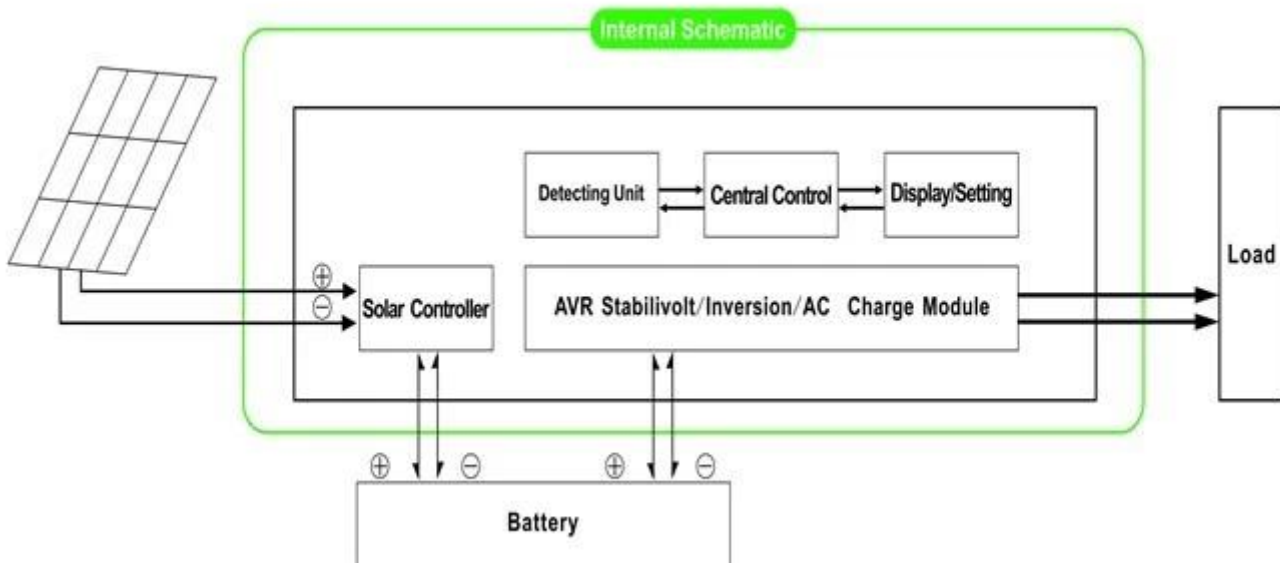 Internal Schematic
Detecting Unit
Central Control
Display/Setting
Load
⊕
⊖
Solar Controller
AVR Stabilivolt/Inversion/AC Charge Module
⊕ ⊖ ⊕ ⊖
Battery